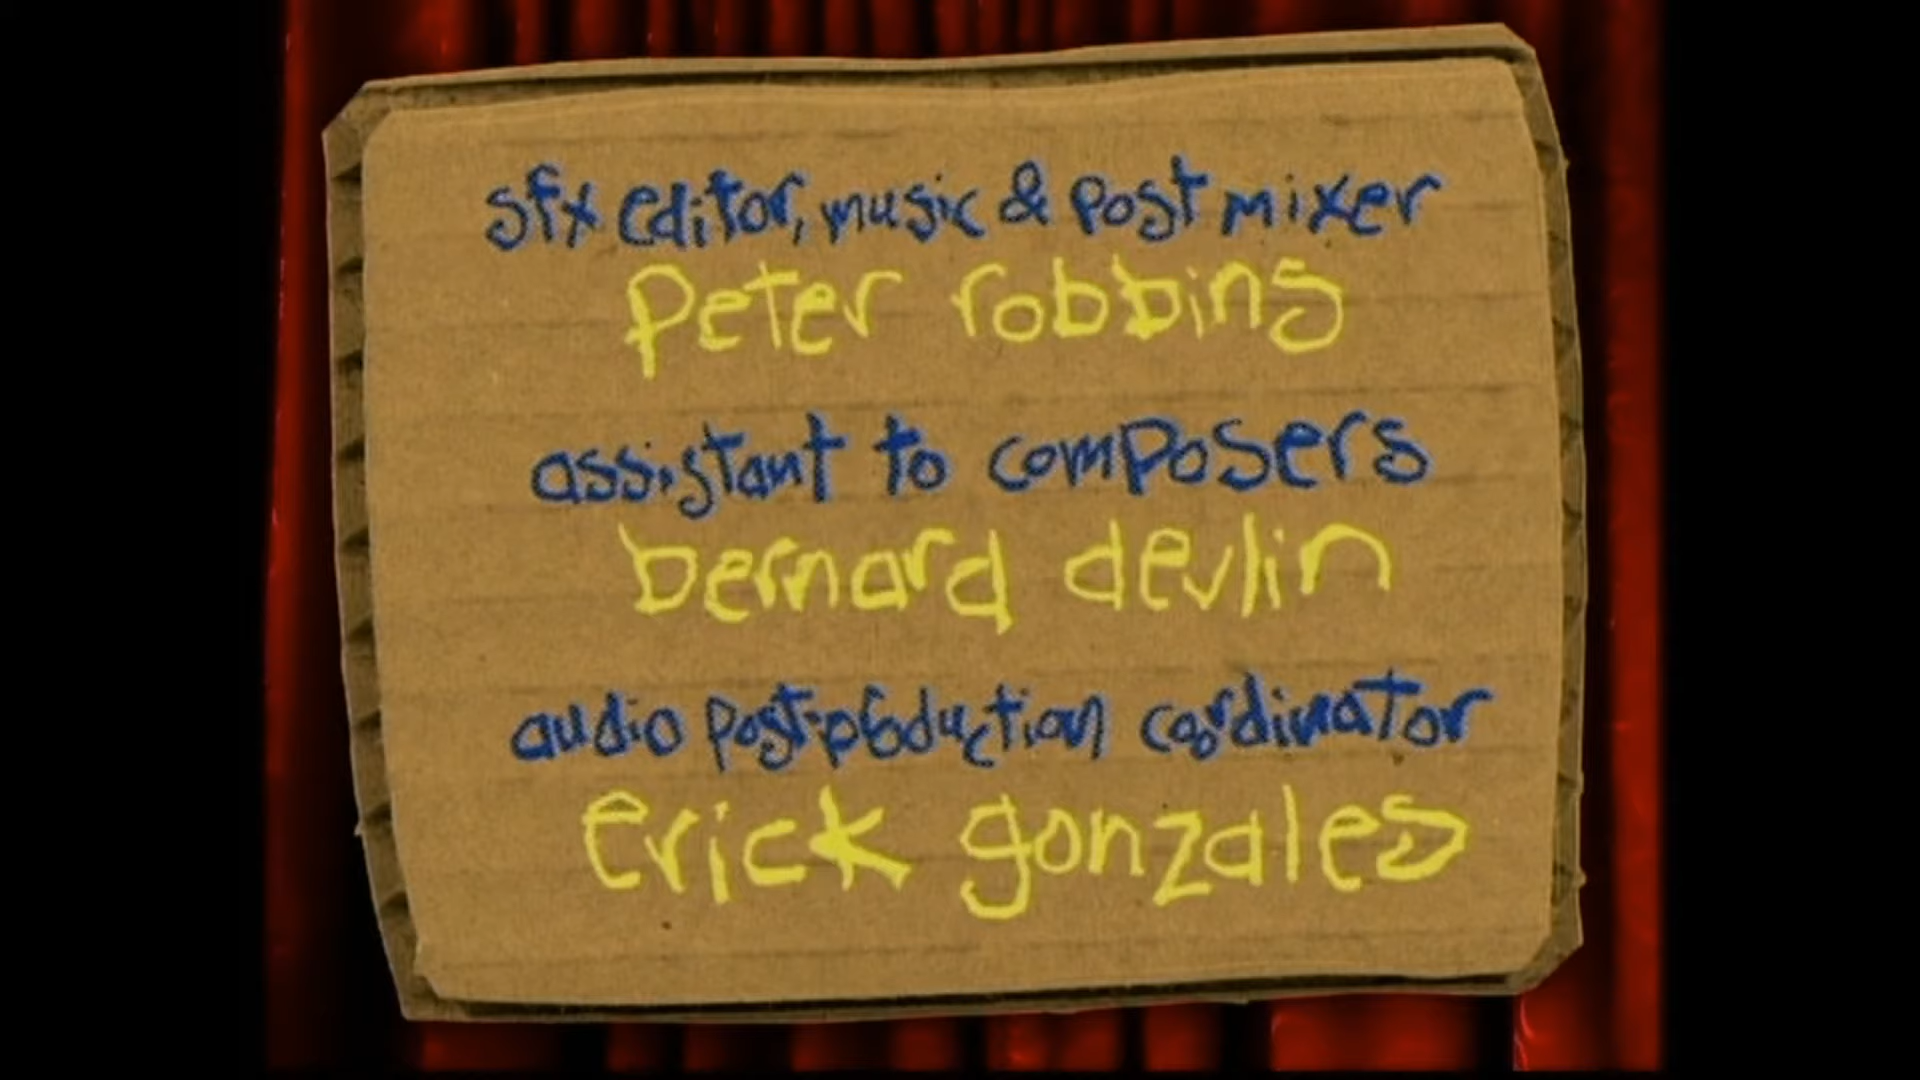 sfx editor, music & post mixer
peter robbins
assistant to composers
bernard devlin
audio post-production coordinator
erick gonzales